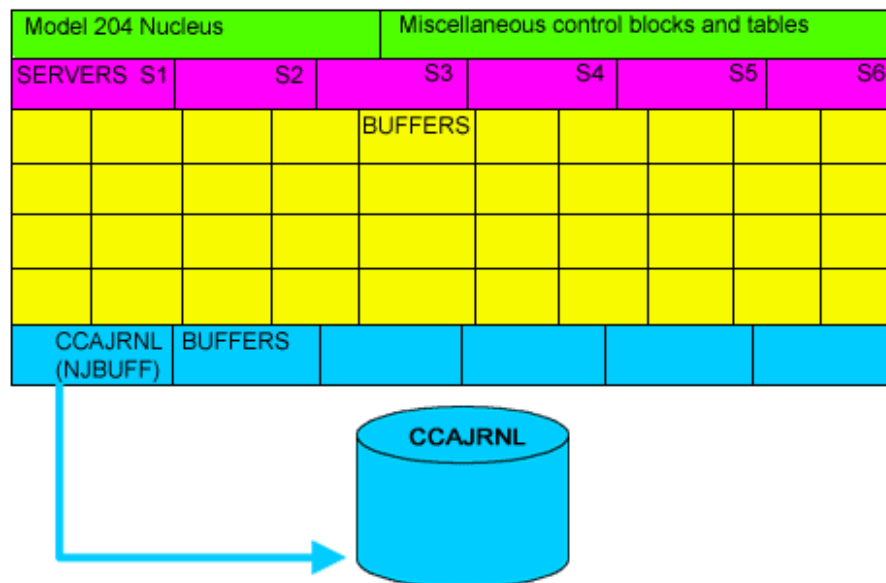 Model 204 Nucleus
Miscellaneous control blocks and tables
SERVERS S1
S2
S3
S4
S5
S6
BUFFERS
CCAJRNL
(NJBUFF)
BUFFERS
CCAJRNL